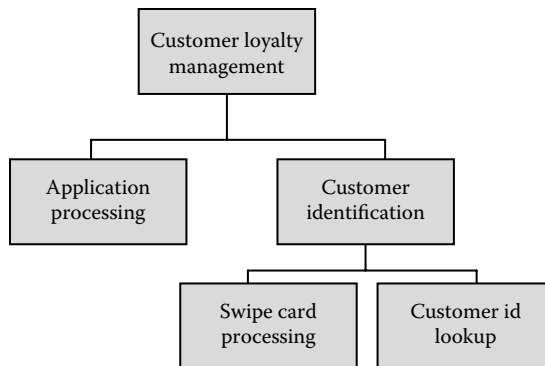 Customer loyalty
management
Application
processing
Customer
identification
Swipe card
processing
Customer id
lookup